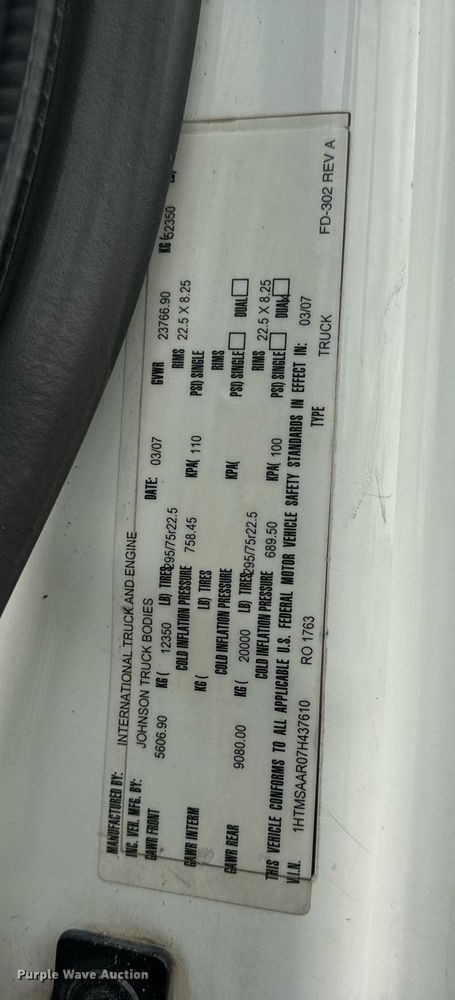 MANUFACTURED BY: INTERNATIONAL TRUCK AND ENGINE
INC. VEH. MFG. BY: JOHNSON TRUCK BODIES DATE: 03/07 GVWR 23766.90 KG (52350
GAWR FRONT 5606.90 KG ( 12350 LB) TIRES 295/75r22.5 RIMS 22.5 X 8.25
COLD INFLATION PRESSURE 758.45 KPA( 110 PSI) SINGLE DUAL
GAWR INTERM KG ( LB) TIRES RIMS
COLD INFLATION PRESSURE KPA( PSI) SINGLE DUAL
GAWR REAR 9080.00 KG ( 20000 LB) TIRES 295/75r22.5 RIMS 22.5 X 8.25
COLD INFLATION PRESSURE 689.50 KPA( 100 PSI) SINGLE DUAL
THIS VEHICLE CONFORMS TO ALL APPLICABLE U.S. FEDERAL MOTOR VEHICLE SAFETY STANDARDS IN EFFECT IN: 03/07
V.I.N. 1HTMSAAR07H437610 RO 1763 TYPE TRUCK
FD-302 REV A
Purple Wave Auction